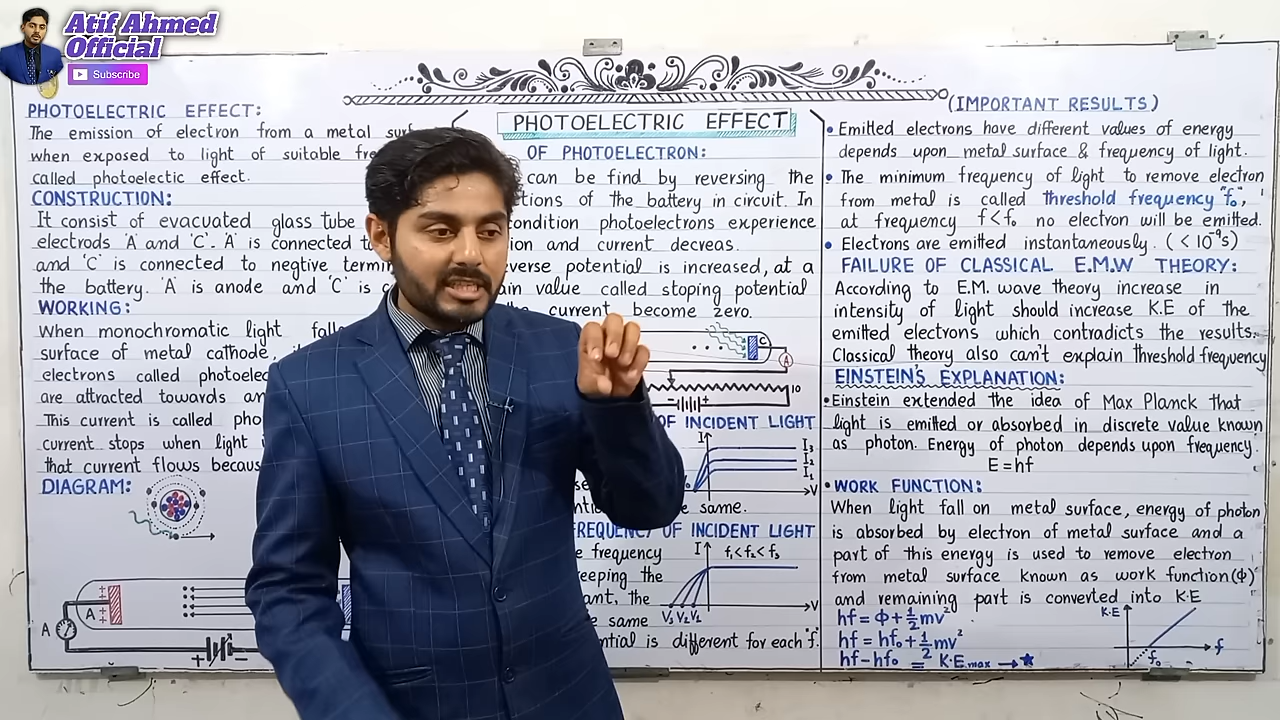 Atif Ahmed
Official
Subscribe
PHOTOELECTRIC EFFECT:
The emission of electron from a metal
when exposed to light of suitable
called photoelectic effect.
CONSTRUCTION:
It consist of evacuated glass tube
electrods 'A' and 'C'. 'A' is connected
and 'C' is connected to negtive
the battery. 'A' is anode and 'C' is
WORKING:
When monochromatic light
surface of metal cathode,
electrons called
are attracted towards
This current is called
current stops when light
that current flows
DIAGRAM:
A
A
PHOTOELECTRIC EFFECT
OF PHOTOELECTRON:
can be find by reversing the
of the battery in circuit. In
photoelectrons experience
and current decreas.
potential is increased, at a
value called stoping potential
current become zero.
C
A
10
- +
OF INCIDENT LIGHT
I
I3
I2
I1
V
same.
OF INCIDENT LIGHT
frequency
the
the
same
I
f1<f2<f3
V3 V2 V1
V
is different for each 'f'.
(IMPORTANT RESULTS)
• Emitted electrons have different values of energy
depends upon metal surface & frequency of light.
• The minimum frequency of light to remove electron
from metal is called threshold frequency "f₀",
at frequency f<f₀ no electron will be emitted.
• Electrons are emitted instantaneously. (<10⁻⁹s)
FAILURE OF CLASSICAL E.M.W THEORY:
According to E.M. wave theory increase in
intensity of light should increase K.E of the
emitted electrons which contradicts the results.
Classical theory also can't explain threshold frequency
EINSTEIN'S EXPLANATION:
• Einstein extended the idea of Max Planck that
light is emitted or absorbed in discrete value known
as photon. Energy of photon depends upon frequency.
E = hf
• WORK FUNCTION:
When light fall on metal surface, energy of photon
is absorbed by electron of metal surface and a
part of this energy is used to remove electron
from metal surface known as work function(Φ)
and remaining part is converted into K.E
hf = Φ + ½mv²
hf = hf₀ + ½mv²
hf - hf₀ = K.E max → ★
K.E
f₀
f